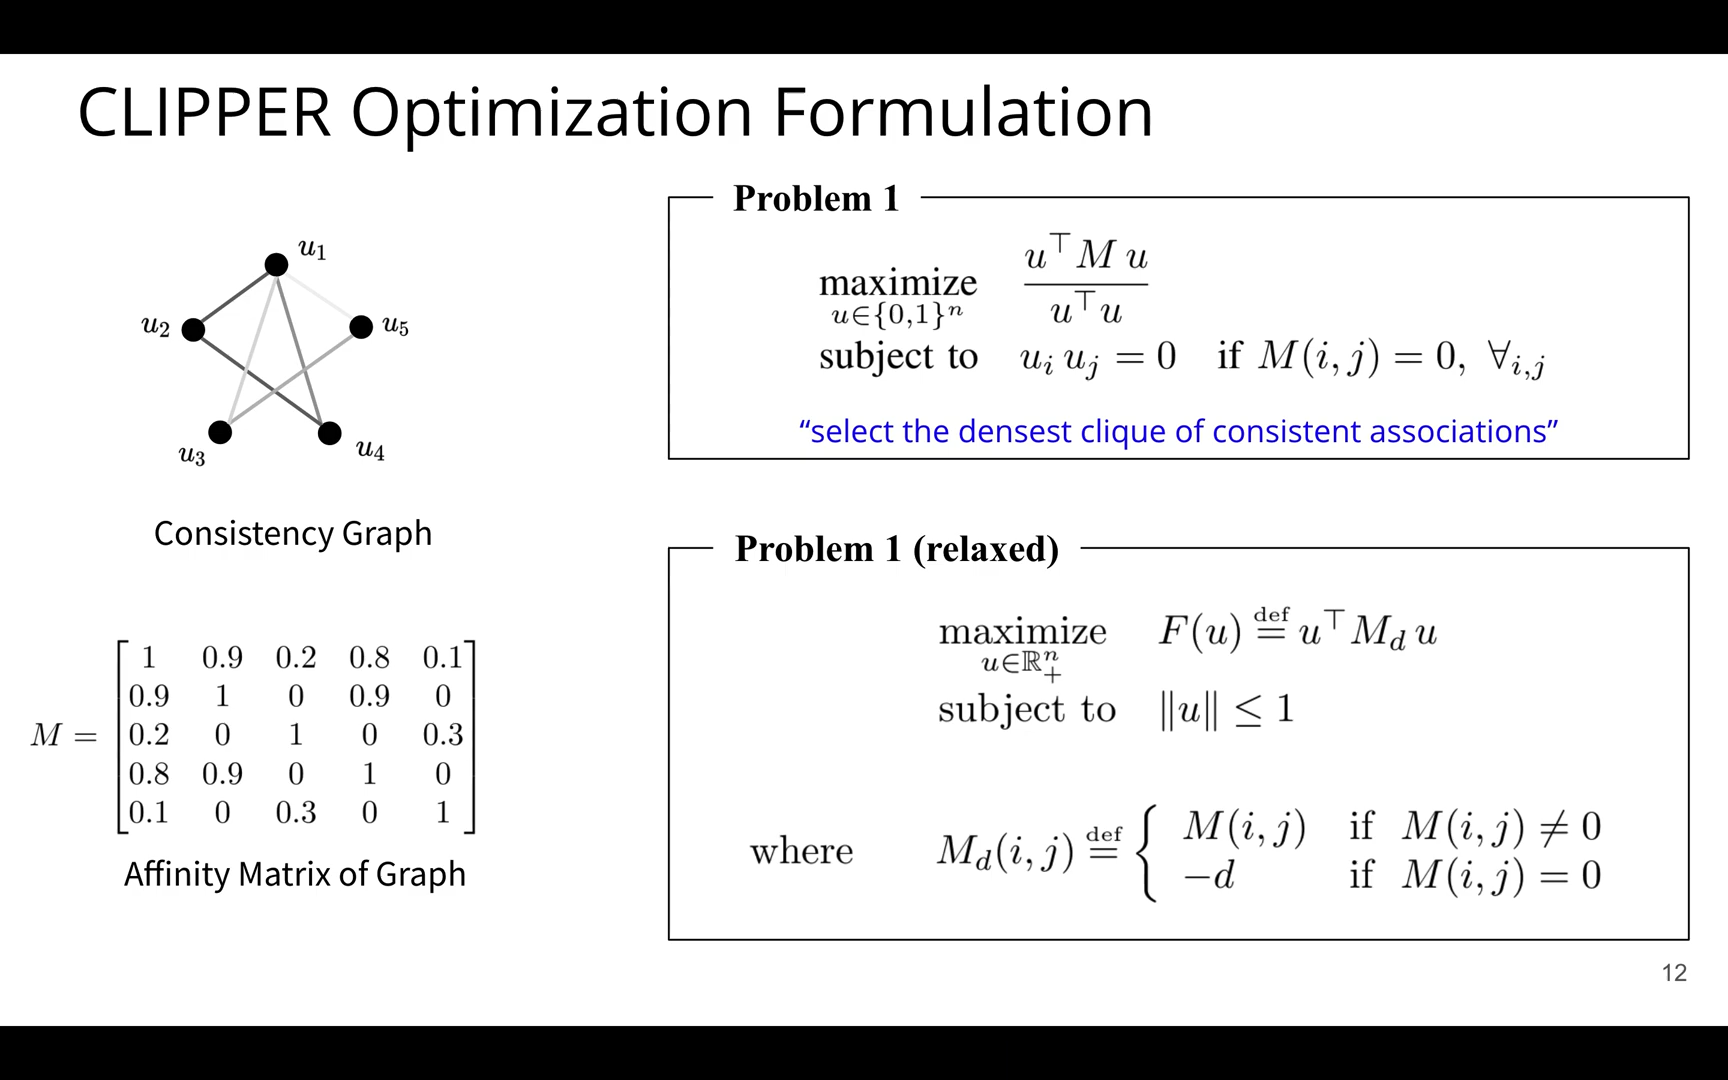 CLIPPER Optimization Formulation
u₁
u₂
u₅
u₃
u₄
Consistency Graph
M =
1 0.9 0.2 0.8 0.1
0.9 1 0 0.9 0
0.2 0 1 0 0.3
0.8 0.9 0 1 0
0.1 0 0.3 0 1
Affinity Matrix of Graph
Problem 1
maximize u⊤ M u / u⊤ u
u∈{0,1}ⁿ
subject to uᵢ uⱼ = 0 if M(i, j) = 0, ∀ᵢ,ⱼ
“select the densest clique of consistent associations”
Problem 1 (relaxed)
maximize F(u) def= u⊤ M_d u
u∈ℝ₊ⁿ
subject to ‖u‖ ≤ 1
where M_d(i, j) def= { M(i, j) if M(i, j) ≠ 0
−d if M(i, j) = 0
12